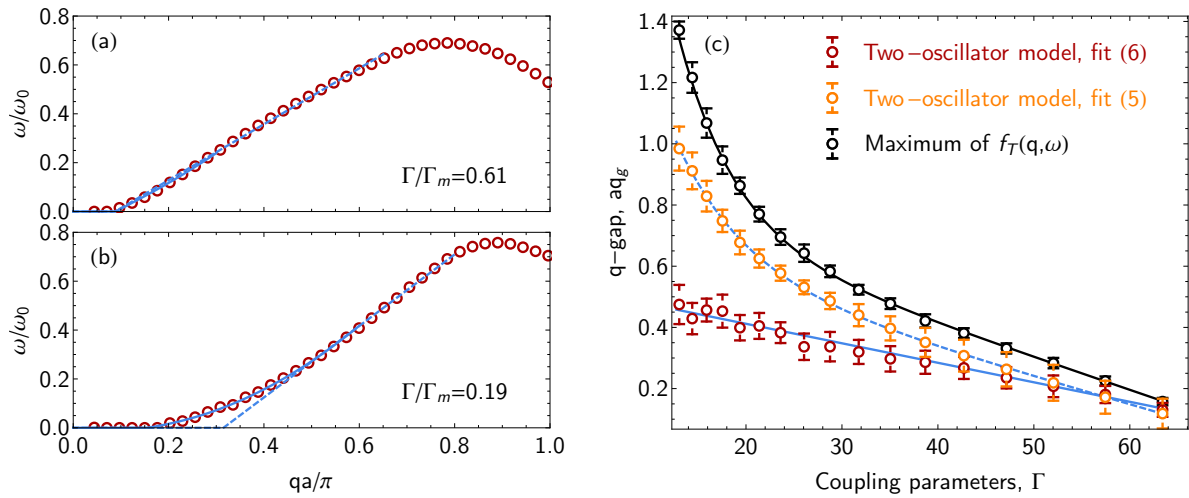 (a)
0.8
0.6
0.4
0.2
0.0
ω/ω₀
Γ/Γₘ=0.61
(b)
0.8
0.6
0.4
0.2
0.0
ω/ω₀
Γ/Γₘ=0.19
0.0 0.2 0.4 0.6 0.8 1.0
qa/π
(c)
Two−oscillator model, fit (6)
Two−oscillator model, fit (5)
Maximum of f_T(q,ω)
1.4
1.2
1.0
0.8
0.6
0.4
0.2
q−gap, aq_g
20 30 40 50 60
Coupling parameters, Γ